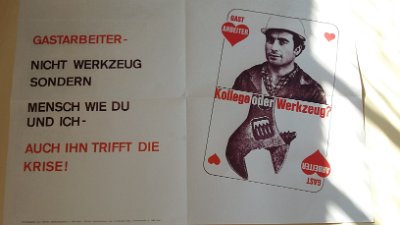 GASTARBEITER-
NICHT WERKZEUG
SONDERN
MENSCH WIE DU
UND ICH-
AUCH IHN TRIFFT DIE
KRISE!
GAST
ARBEITER
Kollege oder Werkzeug?
GAST
ARBEITER